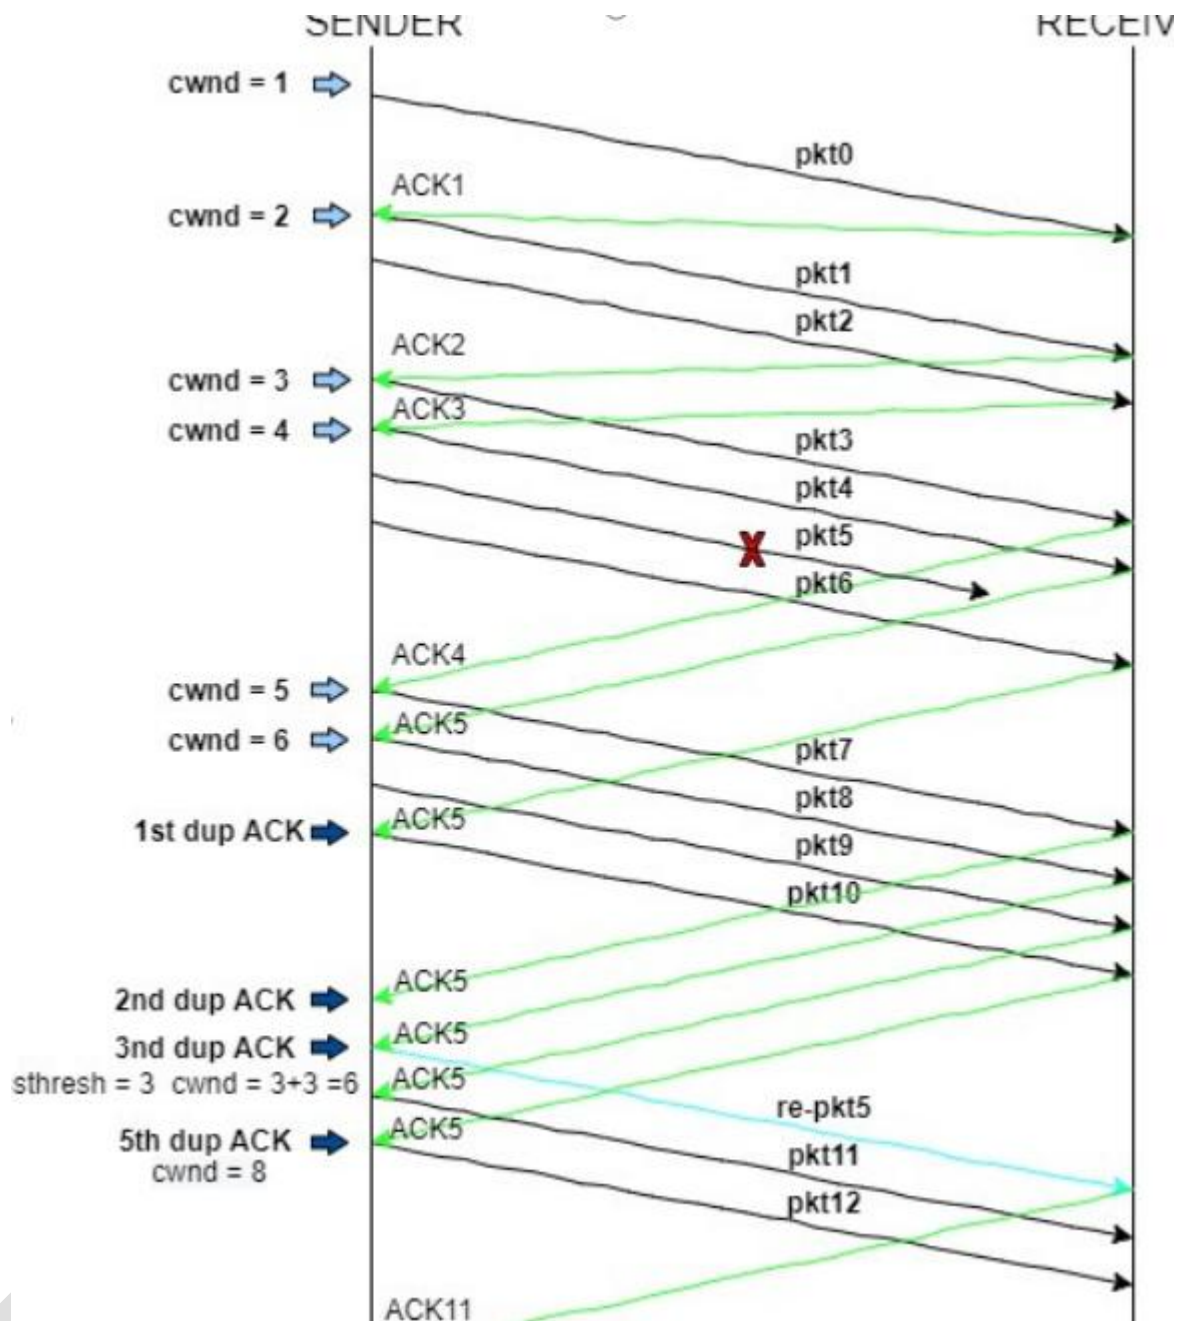 SENDER
RECEIV
cwnd = 1
pkt0
ACK1
cwnd = 2
pkt1
pkt2
ACK2
cwnd = 3
ACK3
cwnd = 4
pkt3
pkt4
pkt5
X
pkt6
ACK4
cwnd = 5
ACK5
cwnd = 6
pkt7
pkt8
ACK5
1st dup ACK
pkt9
pkt10
ACK5
2nd dup ACK
ACK5
3nd dup ACK
ACK5
sthresh = 3 cwnd = 3+3 =6
re-pkt5
ACK5
5th dup ACK
pkt11
cwnd = 8
pkt12
ACK11